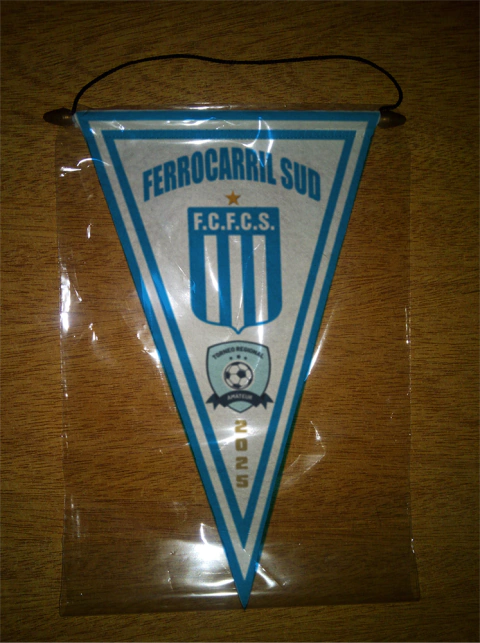 FERROCARRIL SUD
F.C.F.C.S.
TORNEO REGIONAL
AMATEUR
2025